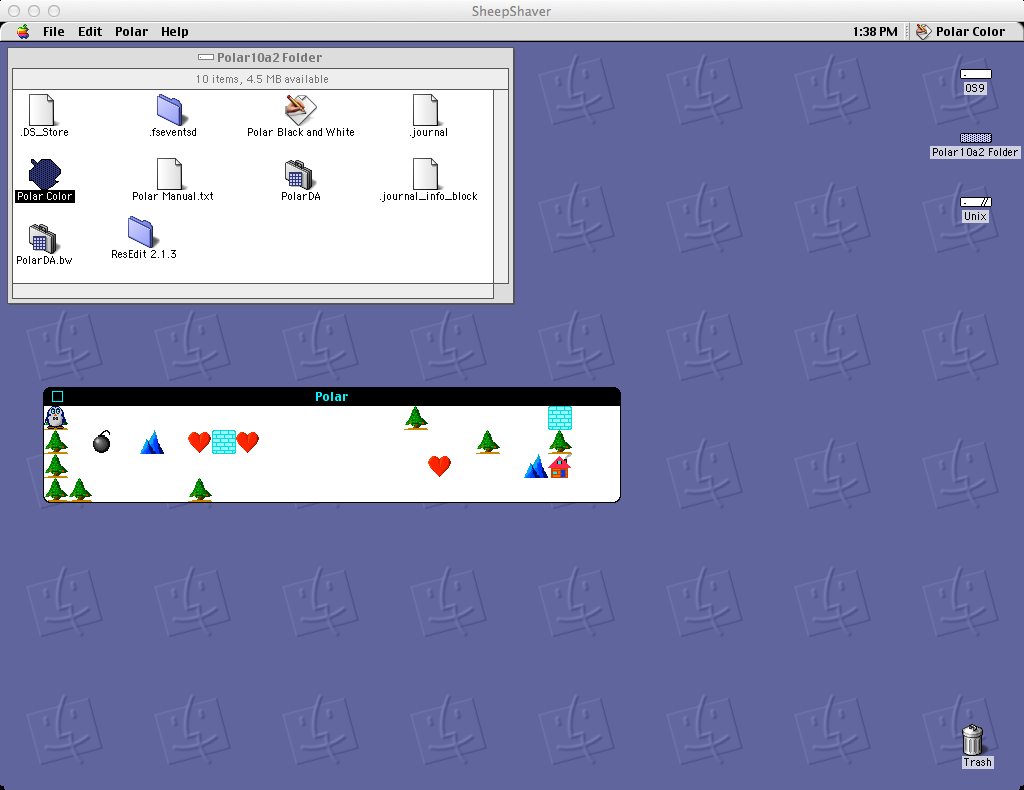 SheepShaver
File Edit Polar Help 1:38 PM Polar Color
Polar10a2 Folder
10 items, 4.5 MB available
.DS_Store .fseventsd Polar Black and White .journal
Polar Color Polar Manual.txt PolarDA .journal_info_block
PolarDA.bw ResEdit 2.1.3
OS9
Polar10a2 Folder
Unix
Polar
Trash